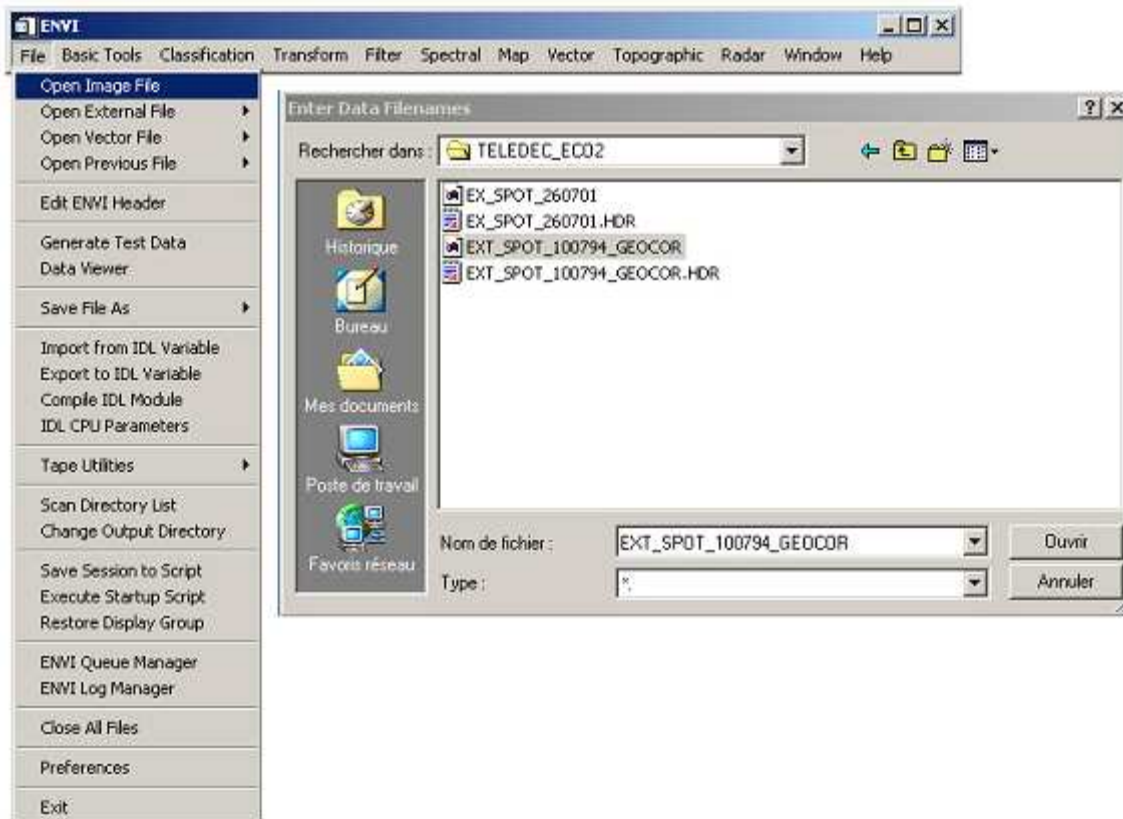 ENVI
File Basic Tools Classification Transform Filter Spectral Map Vector Topographic Radar Window Help
Open Image File
Open External File
Open Vector File
Open Previous File
Edit ENVI Header
Generate Test Data
Data Viewer
Save File As
Import from IDL Variable
Export to IDL Variable
Compile IDL Module
IDL CPU Parameters
Tape Utilities
Scan Directory List
Change Output Directory
Save Session to Script
Execute Startup Script
Restore Display Group
ENVI Queue Manager
ENVI Log Manager
Close All Files
Preferences
Exit
Enter Data Filenames
Rechercher dans : TELEDEC_ECO2
Historique
Bureau
Mes documents
Poste de travail
Favoris réseau
EX_SPOT_260701
EX_SPOT_260701.HDR
EXT_SPOT_100794_GEOCOR
EXT_SPOT_100794_GEOCOR.HDR
Nom de fichier : EXT_SPOT_100794_GEOCOR Ouvrir
Type : *. Annuler